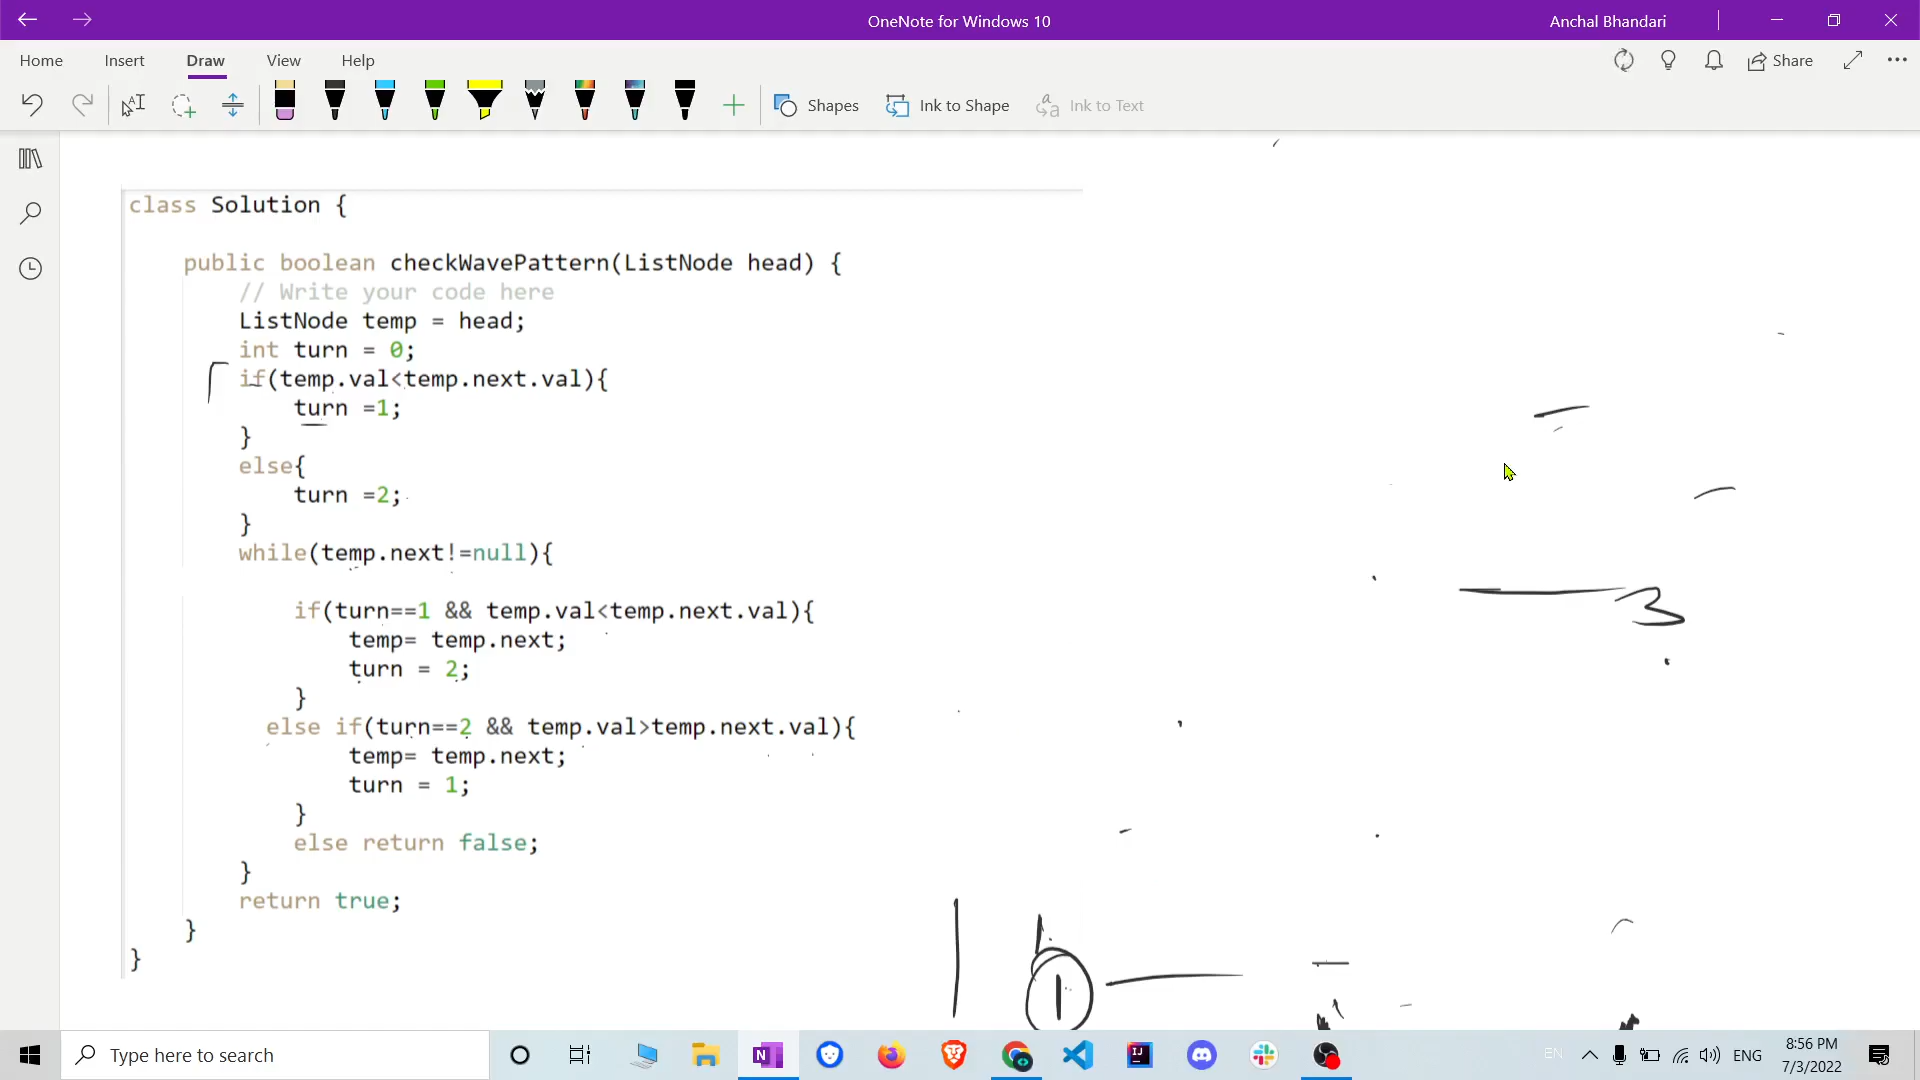 OneNote for Windows 10
Anchal Bhandari
Home Insert Draw View Help
Share
Shapes
Ink to Shape
Ink to Text
class Solution {
public boolean checkWavePattern(ListNode head) {
// Write your code here
ListNode temp = head;
int turn = 0;
if(temp.val<temp.next.val){
turn =1;
}
else{
turn =2;
}
while(temp.next!=null){
if(turn==1 && temp.val<temp.next.val){
temp= temp.next;
turn = 2;
}
else if(turn==2 && temp.val>temp.next.val){
temp= temp.next;
turn = 1;
}
else return false;
}
return true;
}
}
1
Type here to search
EN
ENG
8:56 PM
7/3/2022